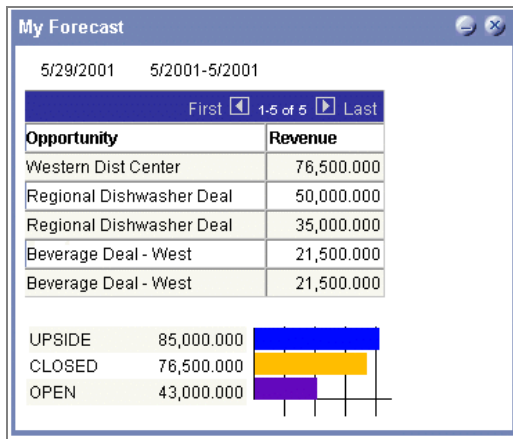 My Forecast
5/29/2001 5/2001-5/2001
First 1-5 of 5 Last
Opportunity Revenue
Western Dist Center 76,500.000
Regional Dishwasher Deal 50,000.000
Regional Dishwasher Deal 35,000.000
Beverage Deal - West 21,500.000
Beverage Deal - West 21,500.000
UPSIDE 85,000.000
CLOSED 76,500.000
OPEN 43,000.000